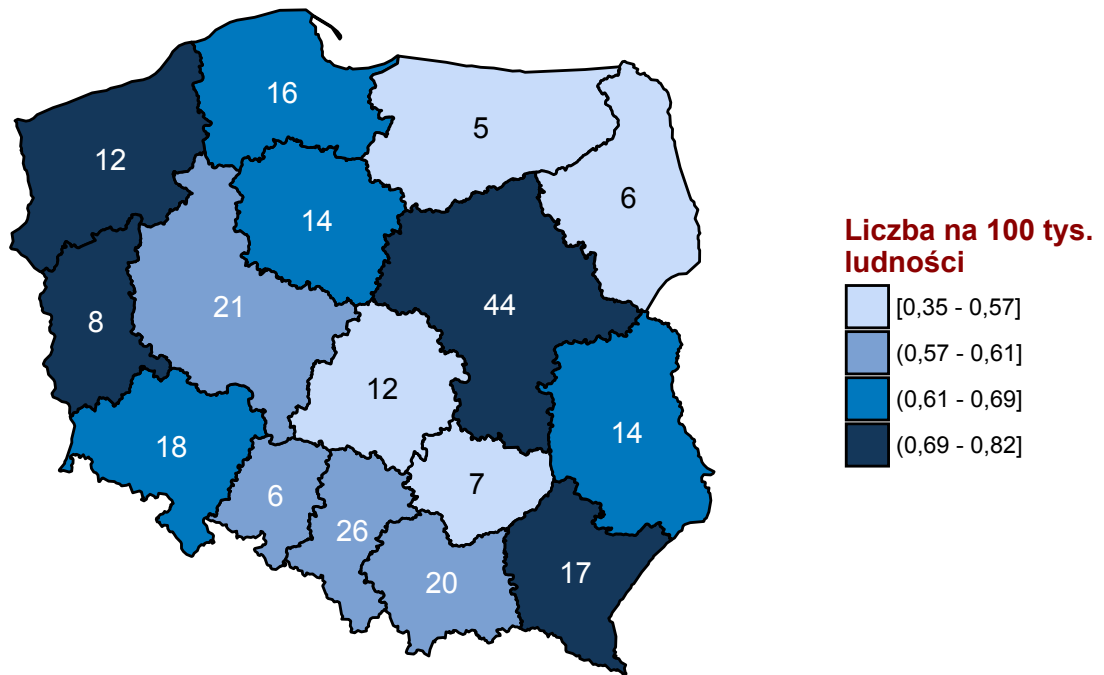 16
5
12
6
14
21
44
8
12
18
14
7
6
26
20
17
Liczba na 100 tys.
ludności
[0,35 - 0,57]
(0,57 - 0,61]
(0,61 - 0,69]
(0,69 - 0,82]